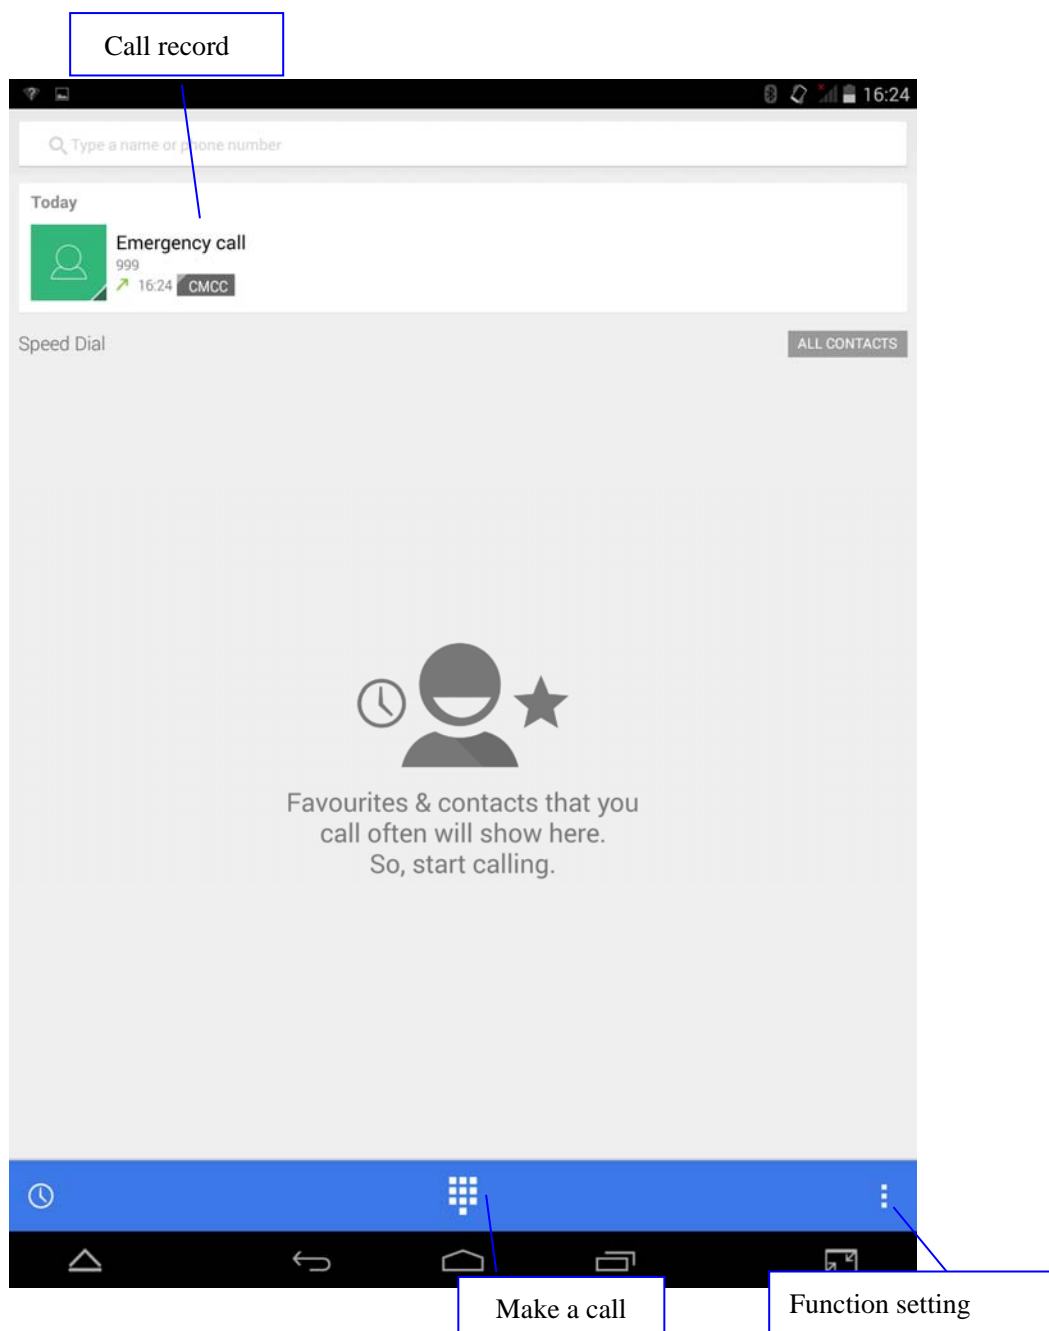 Call record
16:24
Type a name or phone number
Today
Emergency call
999
16:24 CMCC
Speed Dial
ALL CONTACTS
Favourites & contacts that you
call often will show here.
So, start calling.
Make a call
Function setting